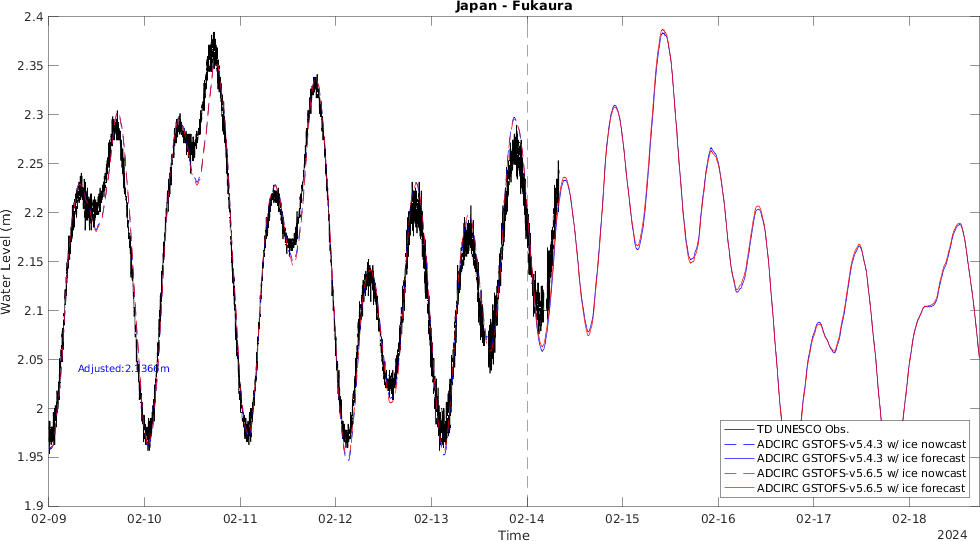 Japan - Fukaura
2.4
2.35
2.3
2.25
2.2
2.15
2.1
2.05
2
1.95
1.9
Water Level (m)
Adjusted:2.1366m
TD UNESCO Obs.
ADCIRC GSTOFS-v5.4.3 w/ ice nowcast
ADCIRC GSTOFS-v5.4.3 w/ ice forecast
ADCIRC GSTOFS-v5.6.5 w/ ice nowcast
ADCIRC GSTOFS-v5.6.5 w/ ice forecast
02-09 02-10 02-11 02-12 02-13 02-14 02-15 02-16 02-17 02-18
Time
2024